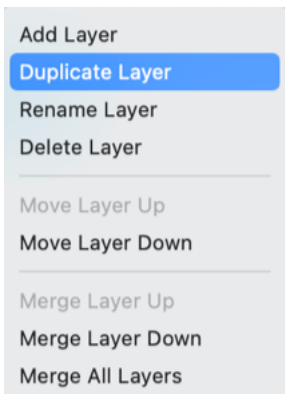 Add Layer
Duplicate Layer
Rename Layer
Delete Layer
Move Layer Up
Move Layer Down
Merge Layer Up
Merge Layer Down
Merge All Layers